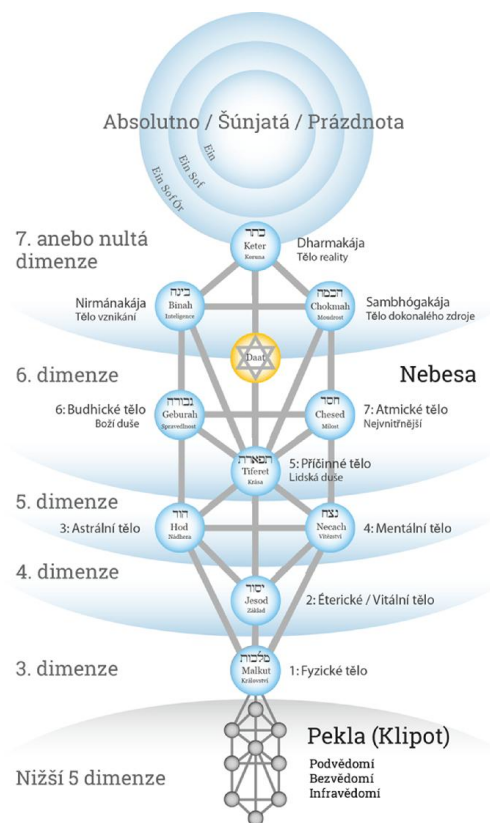 Absolutno / Šúnjatá / Prázdnota
Ein
Ein Sof
Ein Sof Ór
7. anebo nultá
dimenze
כתר
Keter
Koruna
Dharmakája
Tělo reality
Nirmánakája
Tělo vznikání
בינה
Binah
Inteligence
חכמה
Chokmah
Moudrost
Sambhógakája
Tělo dokonalého zdroje
Daat
6. dimenze
Nebesa
6: Budhické tělo
Boží duše
גבורה
Geburah
Spravedlnost
חסד
Chesed
Milost
7: Atmické tělo
Nejvnitřnější
תפארת
Tiferet
Krása
5: Příčinné tělo
Lidská duše
5. dimenze
3: Astrální tělo
הוד
Hod
Nádhera
נצח
Necach
Vítězství
4: Mentální tělo
4. dimenze
יסוד
Jesod
Základ
2: Éterické / Vitální tělo
3. dimenze
מלכות
Malkut
Království
1: Fyzické tělo
Pekla (Klipot)
Podvědomí
Bezvědomí
Infravědomí
Nižší 5 dimenze